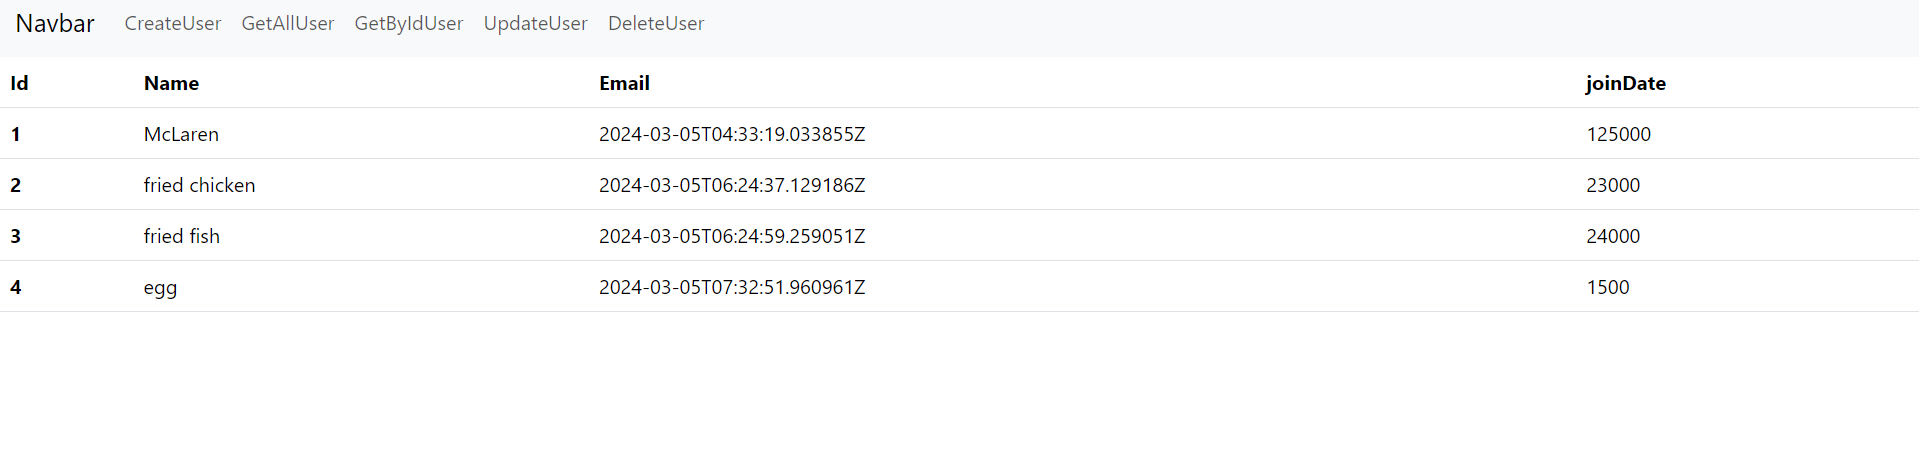 Navbar CreateUser GetAllUser GetByIdUser UpdateUser DeleteUser
Id Name Email joinDate
1 McLaren 2024-03-05T04:33:19.033855Z 125000
2 fried chicken 2024-03-05T06:24:37.129186Z 23000
3 fried fish 2024-03-05T06:24:59.259051Z 24000
4 egg 2024-03-05T07:32:51.960961Z 1500